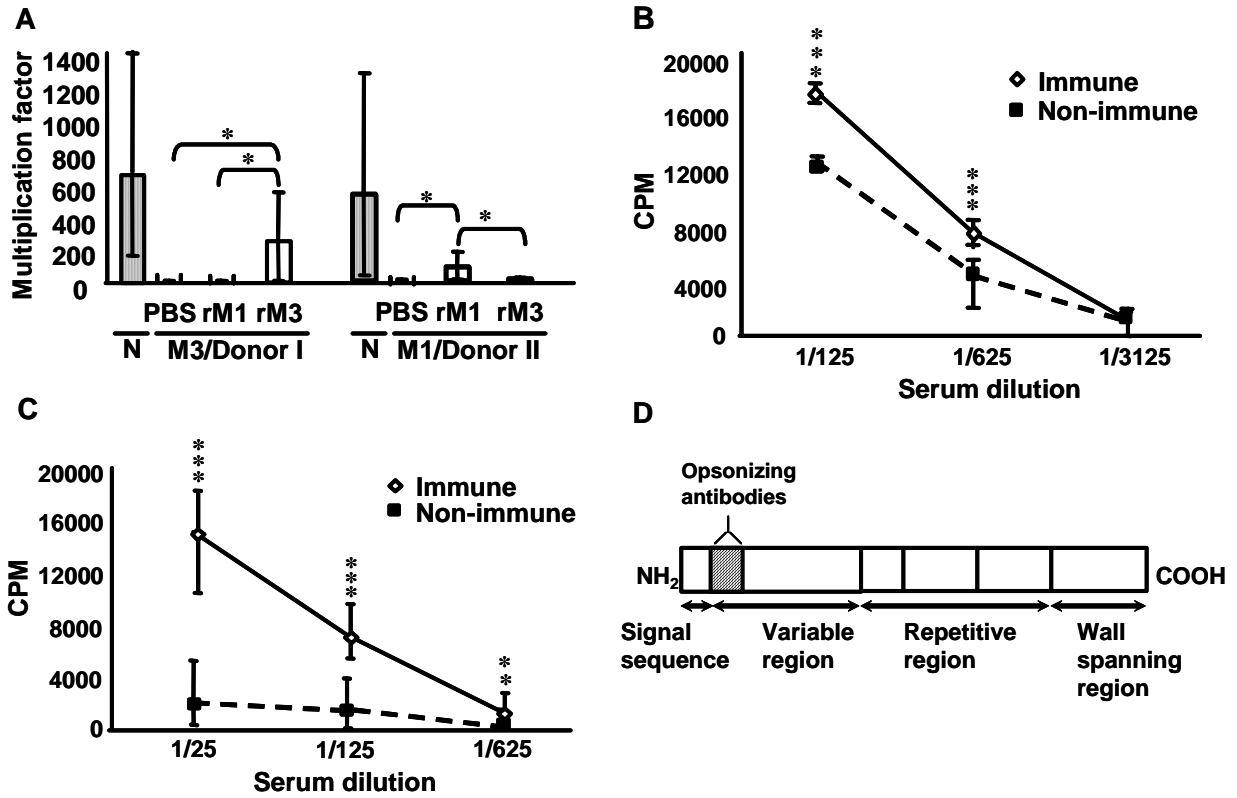 A
Multiplication factor
1400
1200
1000
800
600
400
200
0
*
*
*
*
PBS rM1 rM3
PBS rM1 rM3
N
M3/Donor I
N
M1/Donor II
B
CPM
20000
16000
12000
8000
4000
0
***
***
Immune
Non-immune
1/125
1/625
1/3125
Serum dilution
C
CPM
20000
16000
12000
8000
4000
0
***
***
**
Immune
Non-immune
1/25
1/125
1/625
Serum dilution
D
Opsonizing
antibodies
NH2
COOH
Signal
sequence
Variable
region
Repetitive
region
Wall
spanning
region